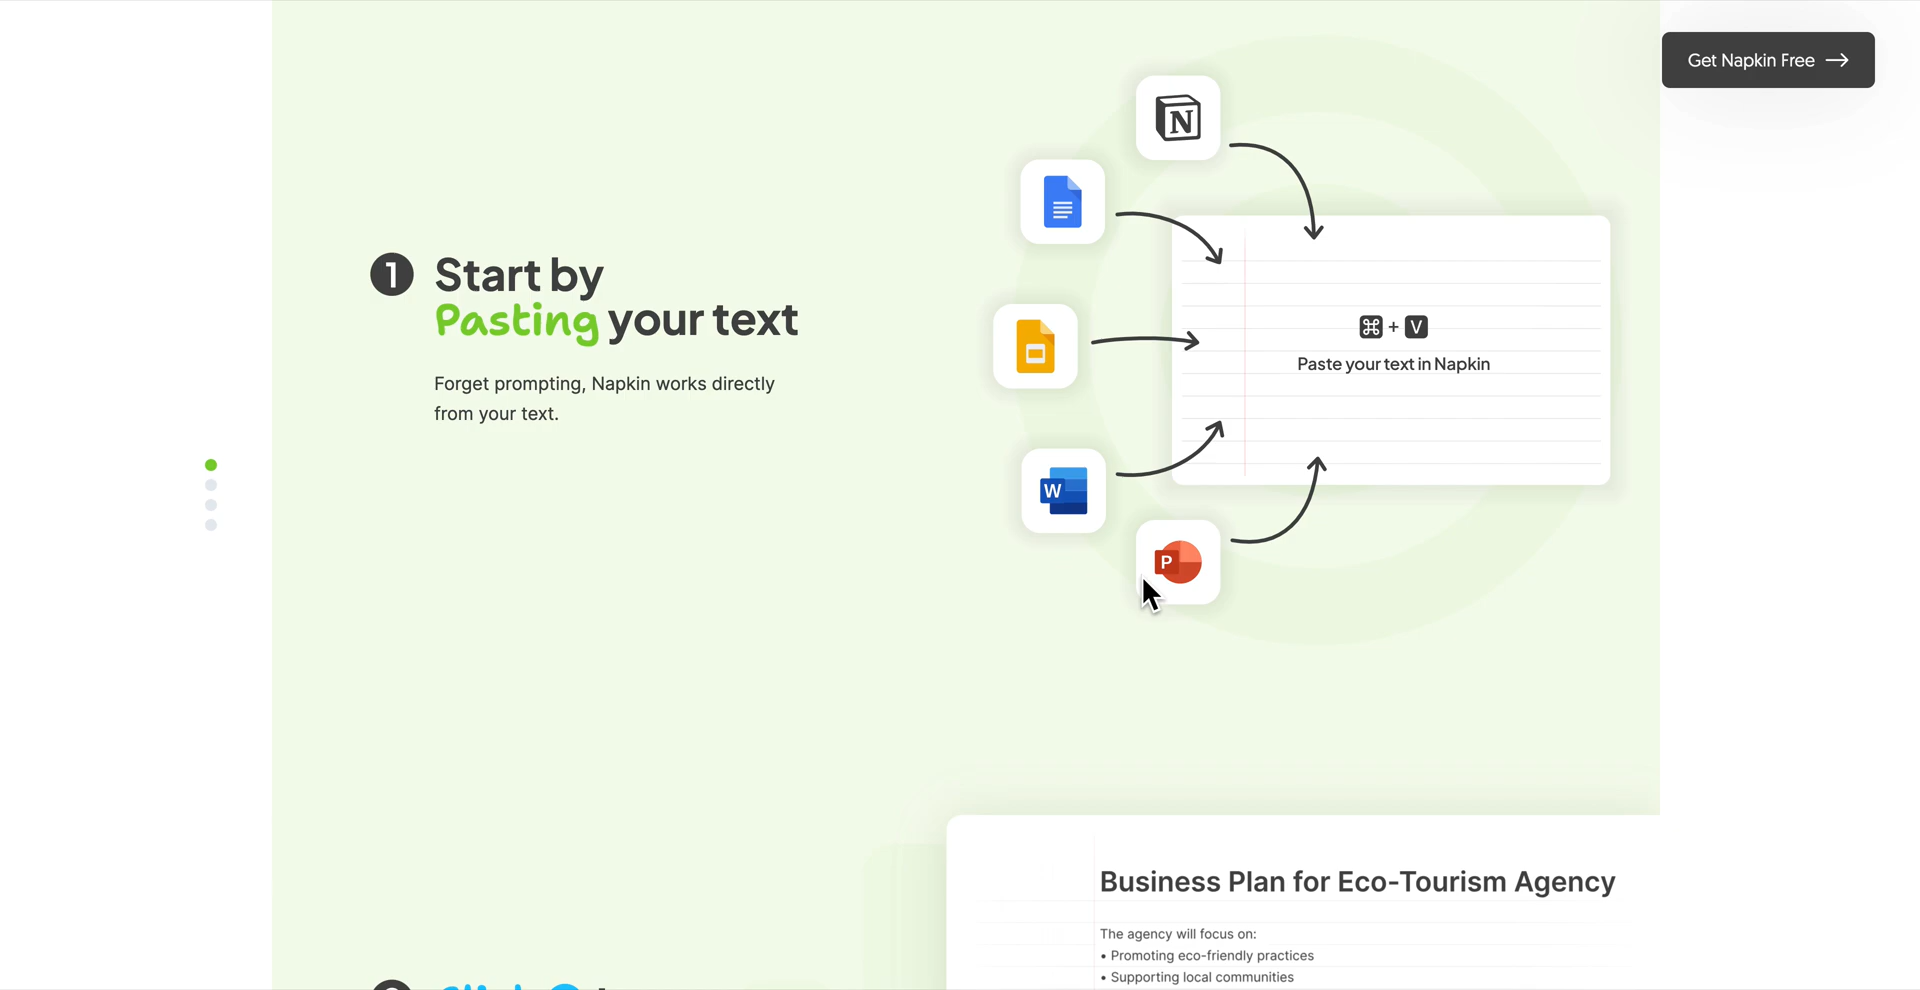 Get Napkin Free →
N
1 Start by
Pasting your text
Forget prompting, Napkin works directly
from your text.
⌘ + V
Paste your text in Napkin
W
P
Business Plan for Eco-Tourism Agency
The agency will focus on:
• Promoting eco-friendly practices
• Supporting local communities